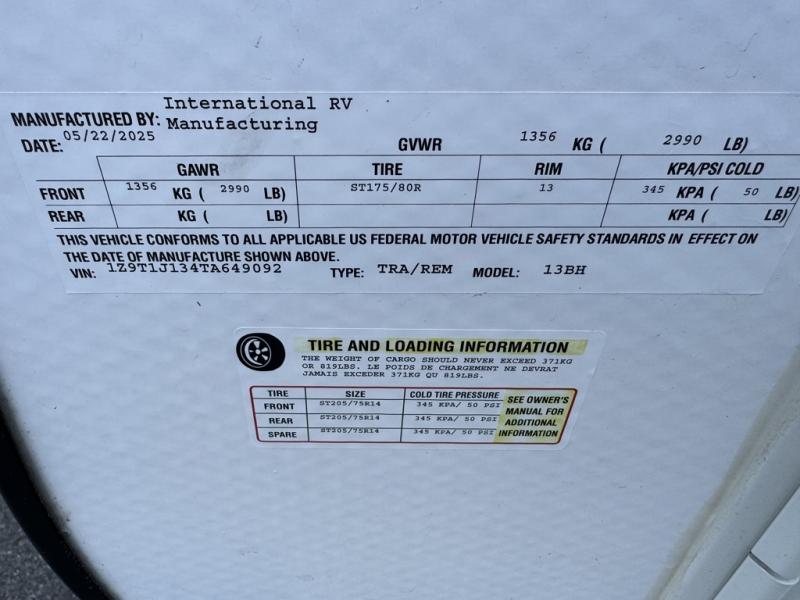 MANUFACTURED BY: International RV
Manufacturing
DATE: 05/22/2025 GVWR 1356 KG ( 2990 LB)
GAWR TIRE RIM KPA/PSI COLD
FRONT 1356 KG ( 2990 LB) ST175/80R 13 345 KPA ( 50 LB)
REAR KG ( LB) KPA ( LB)
THIS VEHICLE CONFORMS TO ALL APPLICABLE US FEDERAL MOTOR VEHICLE SAFETY STANDARDS IN EFFECT ON
THE DATE OF MANUFACTURE SHOWN ABOVE.
VIN: 1Z9T1J134TA649092 TYPE: TRA/REM MODEL: 13BH
TIRE AND LOADING INFORMATION
THE WEIGHT OF CARGO SHOULD NEVER EXCEED 371KG
OR 819LBS. LE POIDS DE CHARGEMENT NE DEVRAT
JAMAIS EXCEDER 371KG QU 819LBS.
TIRE SIZE COLD TIRE PRESSURE
FRONT ST205/75R14 345 KPA/ 50 PSI
REAR ST205/75R14 345 KPA/ 50 PSI
SPARE ST205/75R14 345 KPA/ 50 PSI
SEE OWNER'S
MANUAL FOR
ADDITIONAL
INFORMATION